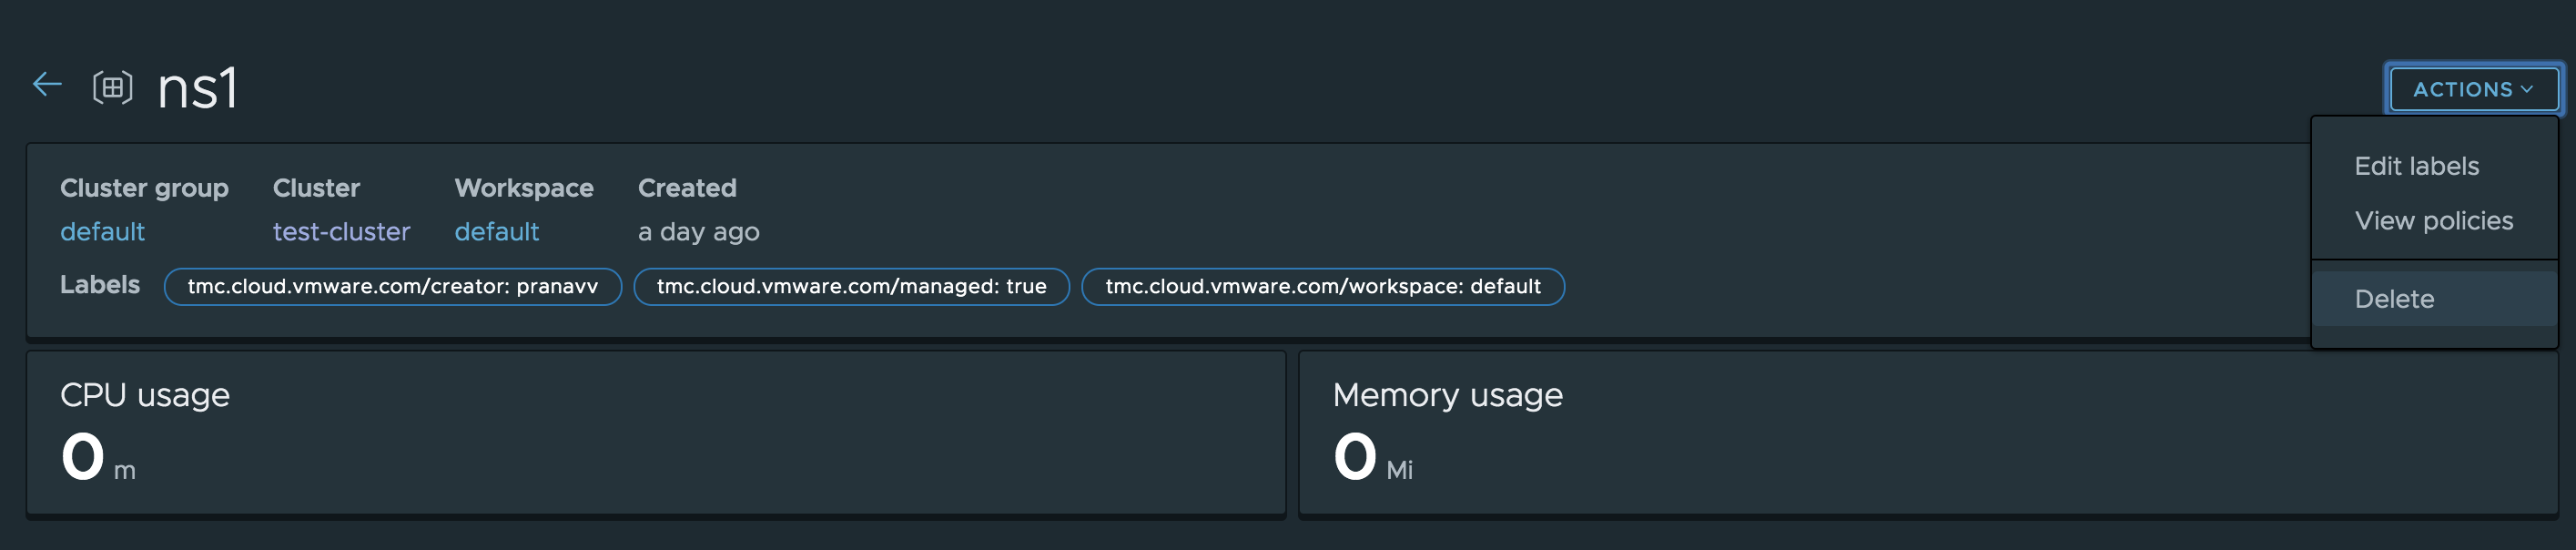 ns1
ACTIONS
Edit labels
View policies
Delete
Cluster group Cluster Workspace Created
default test-cluster default a day ago
Labels tmc.cloud.vmware.com/creator: pranavv tmc.cloud.vmware.com/managed: true tmc.cloud.vmware.com/workspace: default
CPU usage
0 m
Memory usage
0 Mi